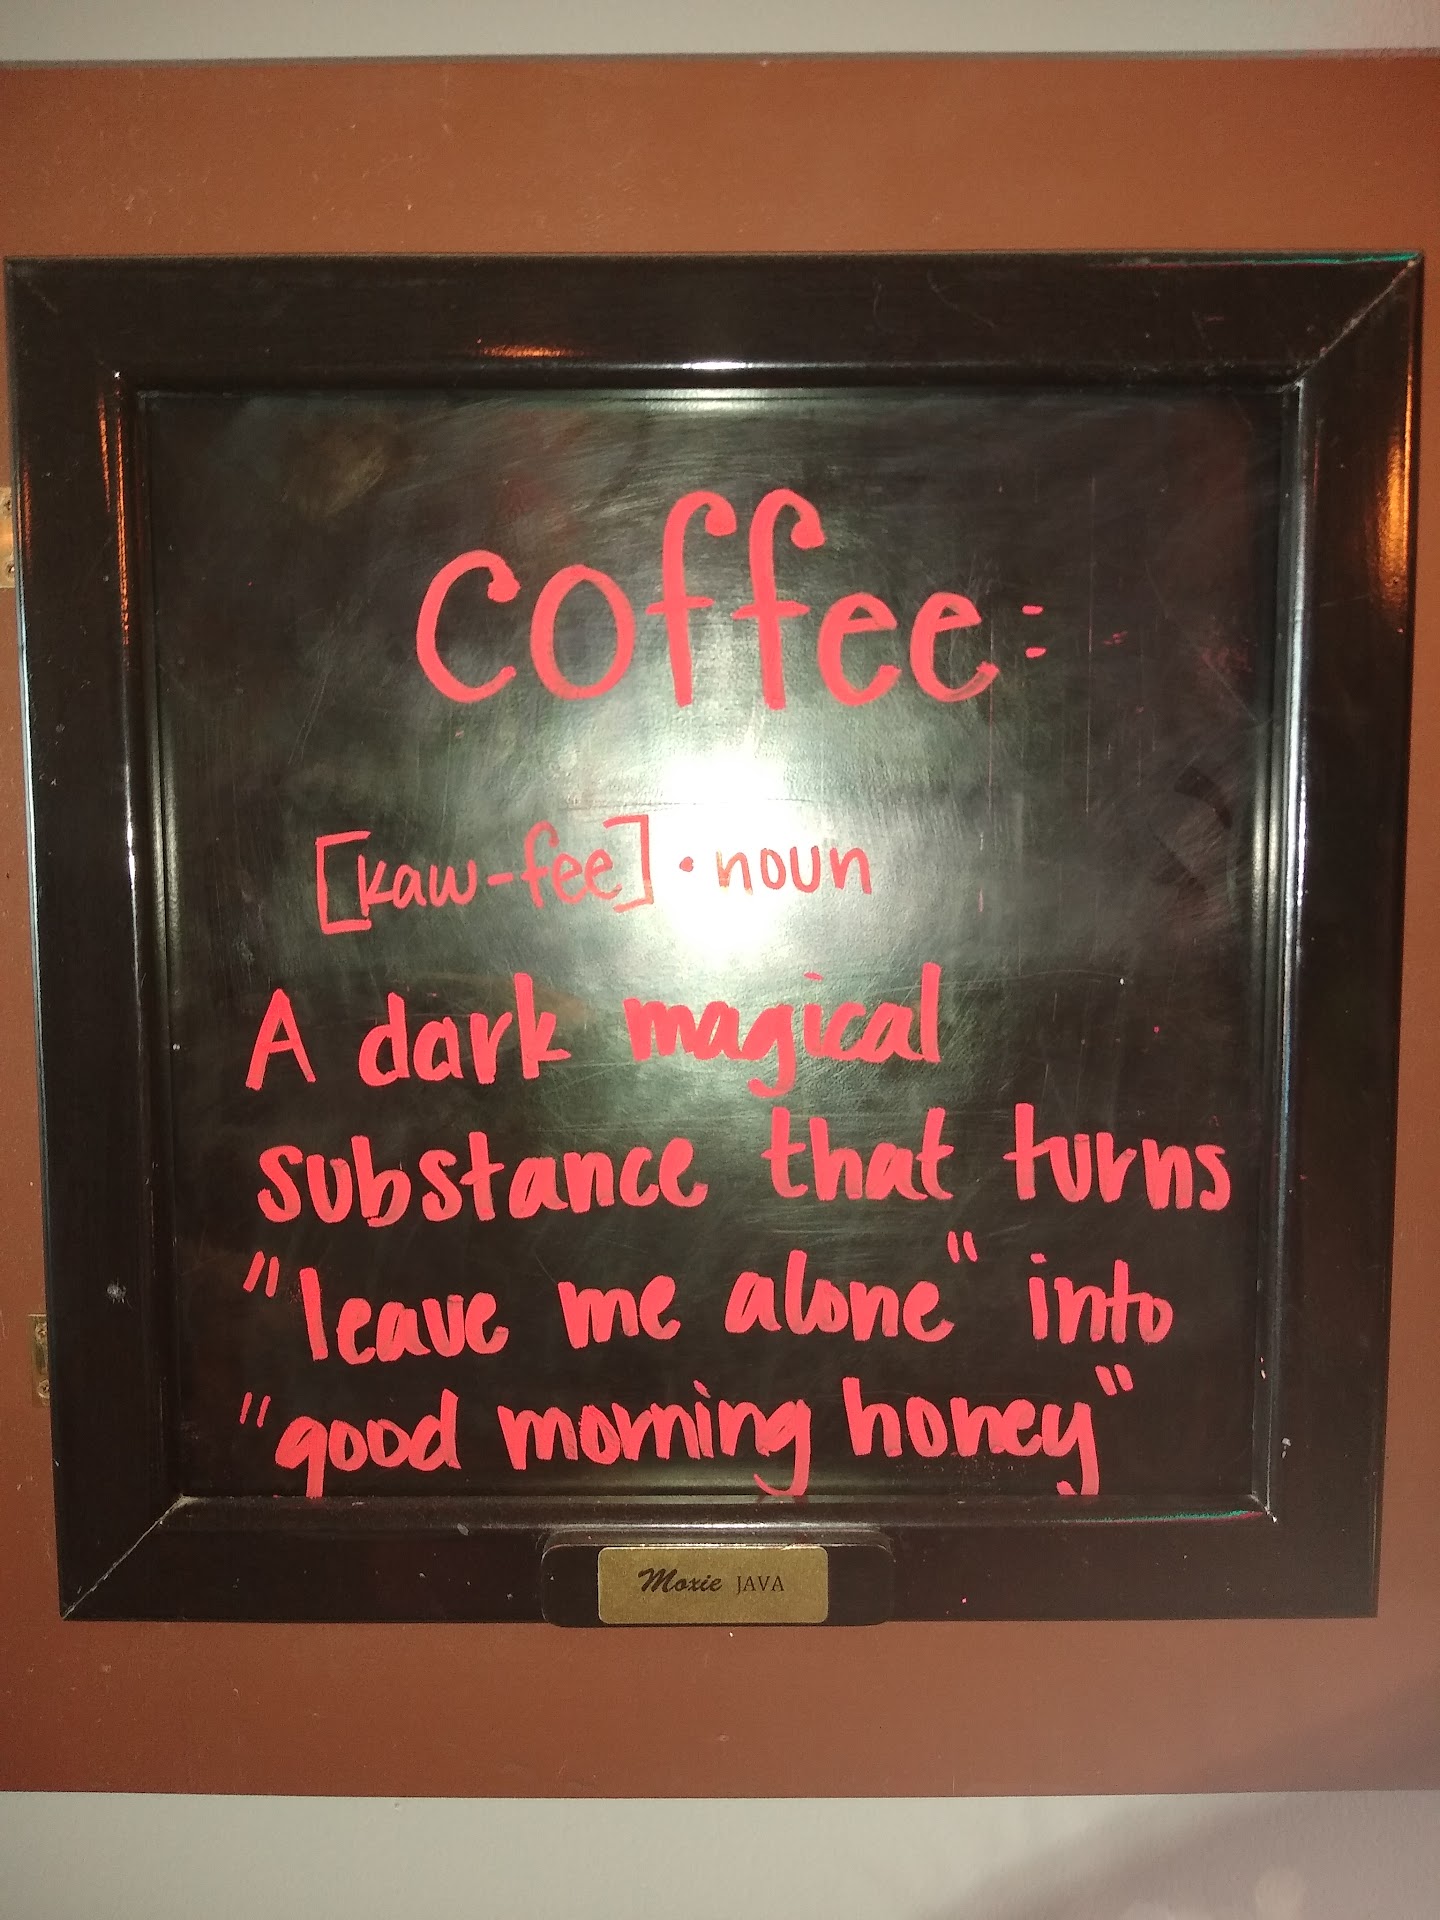 coffee:
[kaw-fee] • noun
A dark magical
substance that turns
"leave me alone" into
"good morning honey"
Moxie JAVA